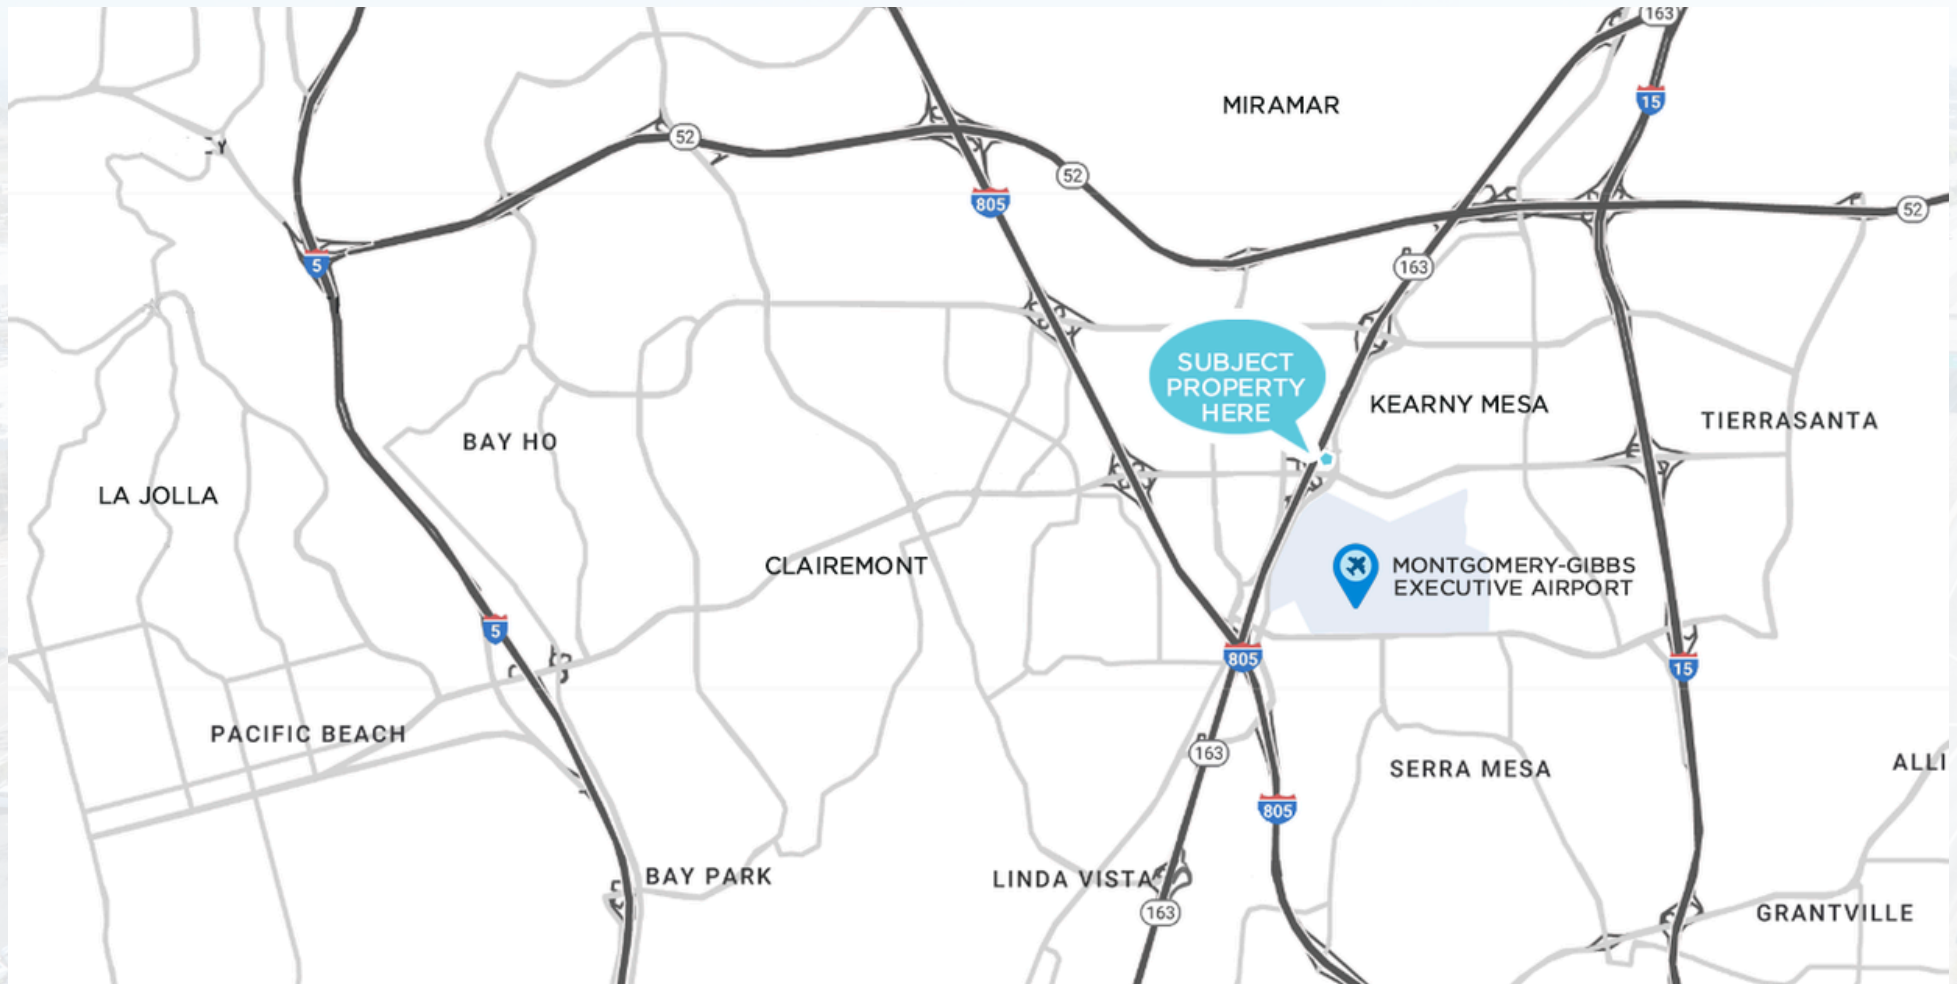 163
15
MIRAMAR
52
52
805
52
5
163
SUBJECT
PROPERTY
HERE
KEARNY MESA
TIERRASANTA
BAY HO
LA JOLLA
CLAIREMONT
MONTGOMERY-GIBBS
EXECUTIVE AIRPORT
5
805
15
PACIFIC BEACH
163
SERRA MESA
ALLI
805
BAY PARK
LINDA VISTA
163
GRANTVILLE